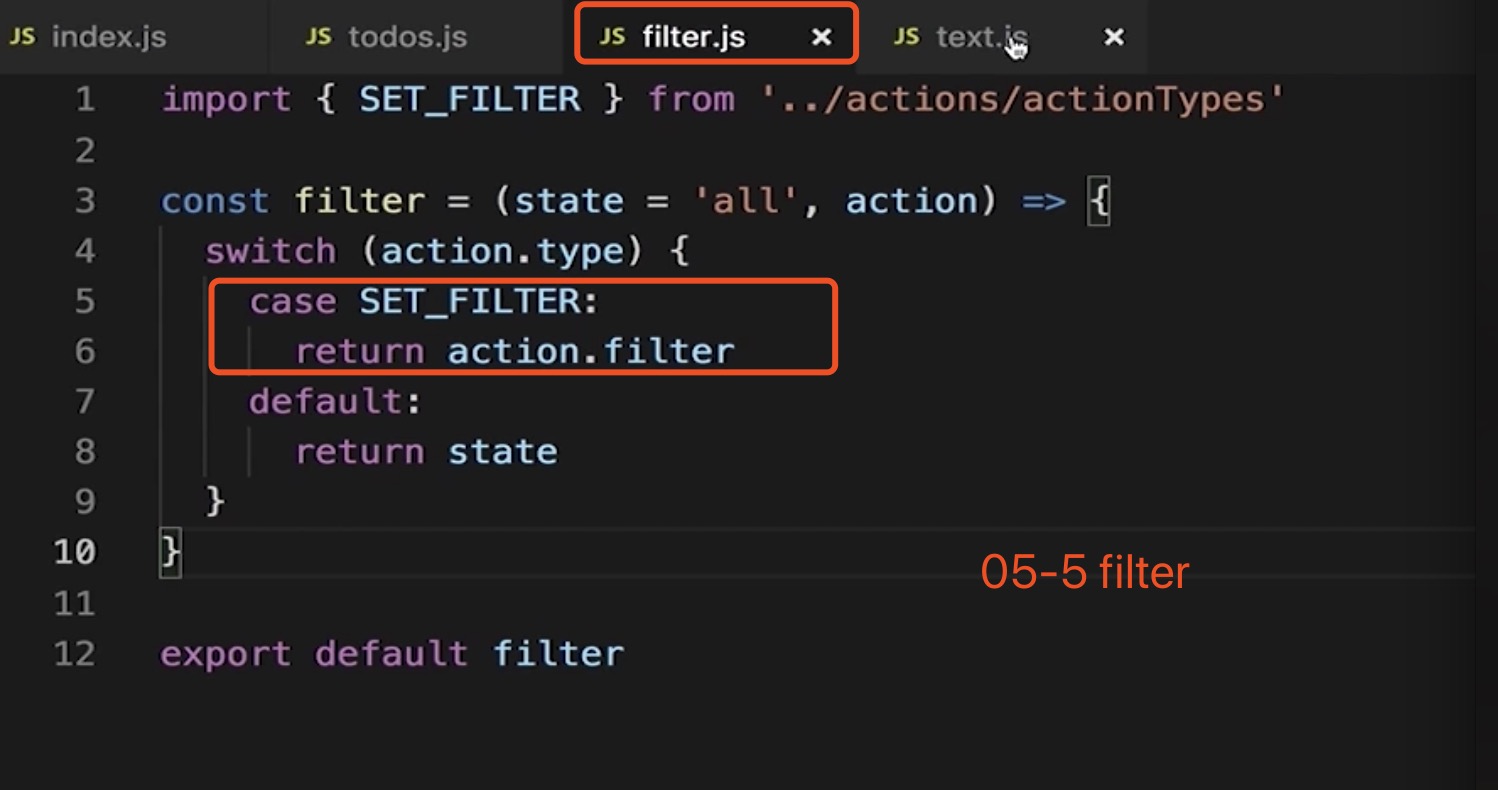 JS index.js JS todos.js JS filter.js × JS text.js ×
1 import { SET_FILTER } from '../actions/actionTypes'
2
3 const filter = (state = 'all', action) => {
4 switch (action.type) {
5 case SET_FILTER:
6 return action.filter
7 default:
8 return state
9 }
10 }
05-5 filter
11
12 export default filter